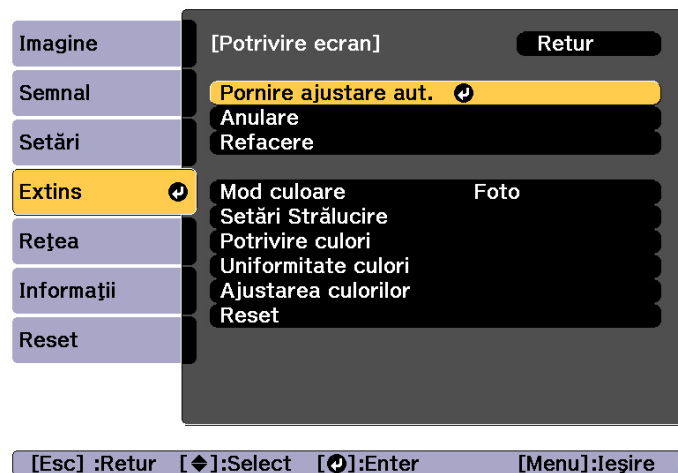 Imagine
Semnal
Setări
Extins
Reţea
Informaţii
Reset
[Potrivire ecran] Retur
Pornire ajustare aut.
Anulare
Refacere
Mod culoare Foto
Setări Strălucire
Potrivire culori
Uniformitate culori
Ajustarea culorilor
Reset
[Esc] :Retur [◆]:Select [↵]:Enter [Menu]:Ieşire